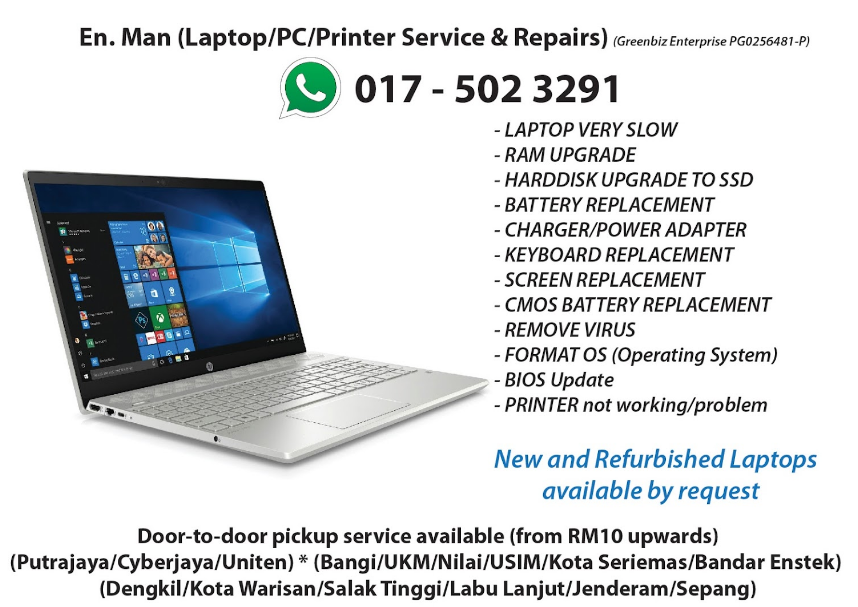 En. Man (Laptop/PC/Printer Service & Repairs) (Greenbiz Enterprise PG0256481-P)
017 - 502 3291
- LAPTOP VERY SLOW
- RAM UPGRADE
- HARDDISK UPGRADE TO SSD
- BATTERY REPLACEMENT
- CHARGER/POWER ADAPTER
- KEYBOARD REPLACEMENT
- SCREEN REPLACEMENT
- CMOS BATTERY REPLACEMENT
- REMOVE VIRUS
- FORMAT OS (Operating System)
- BIOS Update
- PRINTER not working/problem
New and Refurbished Laptops
available by request
Door-to-door pickup service available (from RM10 upwards)
(Putrajaya/Cyberjaya/Uniten) * (Bangi/UKM/Nilai/USIM/Kota Seriemas/Bandar Enstek)
(Dengkil/Kota Warisan/Salak Tinggi/Labu Lanjut/Jenderam/Sepang)